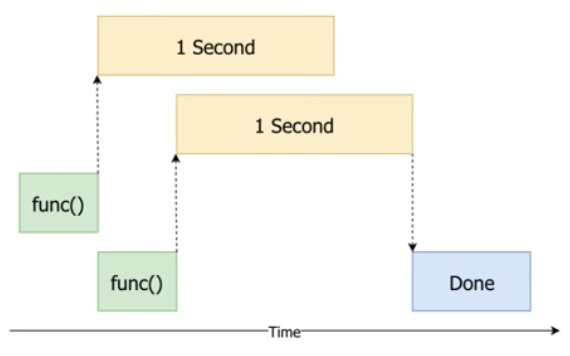 1 Second
1 Second
func()
func()
Done
Time